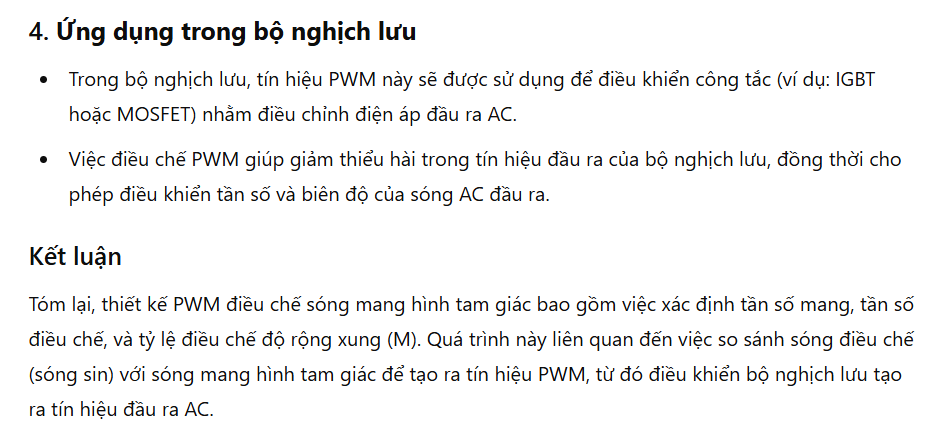 4. Ứng dụng trong bộ nghịch lưu
• Trong bộ nghịch lưu, tín hiệu PWM này sẽ được sử dụng để điều khiển công tắc (ví dụ: IGBT
hoặc MOSFET) nhằm điều chỉnh điện áp đầu ra AC.
• Việc điều chế PWM giúp giảm thiểu hài trong tín hiệu đầu ra của bộ nghịch lưu, đồng thời cho
phép điều khiển tần số và biên độ của sóng AC đầu ra.
Kết luận
Tóm lại, thiết kế PWM điều chế sóng mang hình tam giác bao gồm việc xác định tần số mang, tần số
điều chế, và tỷ lệ điều chế độ rộng xung (M). Quá trình này liên quan đến việc so sánh sóng điều chế
(sóng sin) với sóng mang hình tam giác để tạo ra tín hiệu PWM, từ đó điều khiển bộ nghịch lưu tạo
ra tín hiệu đầu ra AC.